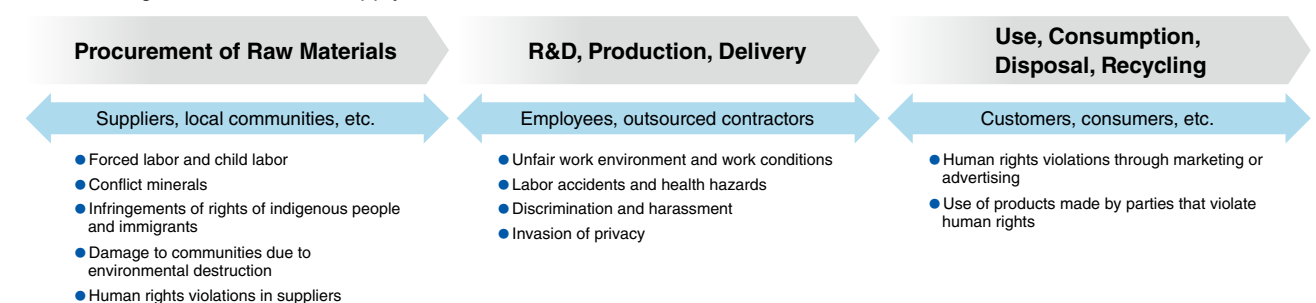 Procurement of Raw Materials
Suppliers, local communities, etc.
● Forced labor and child labor
● Conflict minerals
● Infringements of rights of indigenous people
and immigrants
● Damage to communities due to
environmental destruction
● Human rights violations in suppliers
R&D, Production, Delivery
Employees, outsourced contractors
● Unfair work environment and work conditions
● Labor accidents and health hazards
● Discrimination and harassment
● Invasion of privacy
Use, Consumption,
Disposal, Recycling
Customers, consumers, etc.
● Human rights violations through marketing or
advertising
● Use of products made by parties that violate
human rights